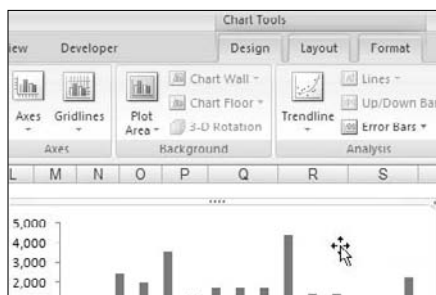 Chart Tools
iew Developer Design Layout Format
Chart Wall
Chart Floor
3-D Rotation
Lines
Up/Down Bar
Error Bars
Axes Gridlines Plot Area Trendline
Axes Background Analysis
L M N O P Q R S
5,000
4,000
3,000
2,000